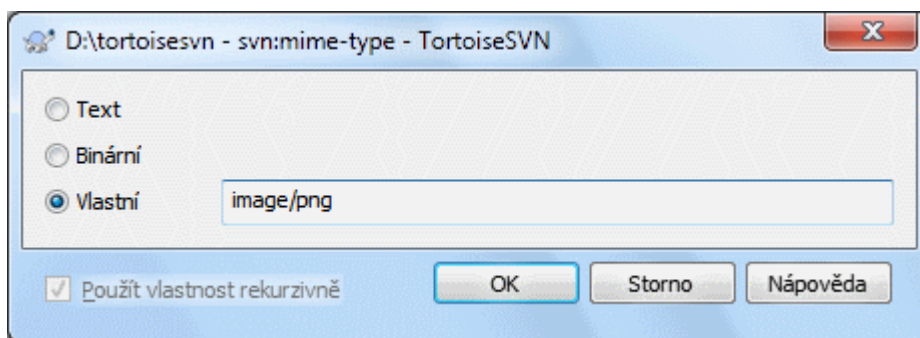 D:\tortoisesvn - svn:mime-type - TortoiseSVN
Text
Binární
Vlastní image/png
Použít vlastnost rekurzivně OK Storno Nápověda